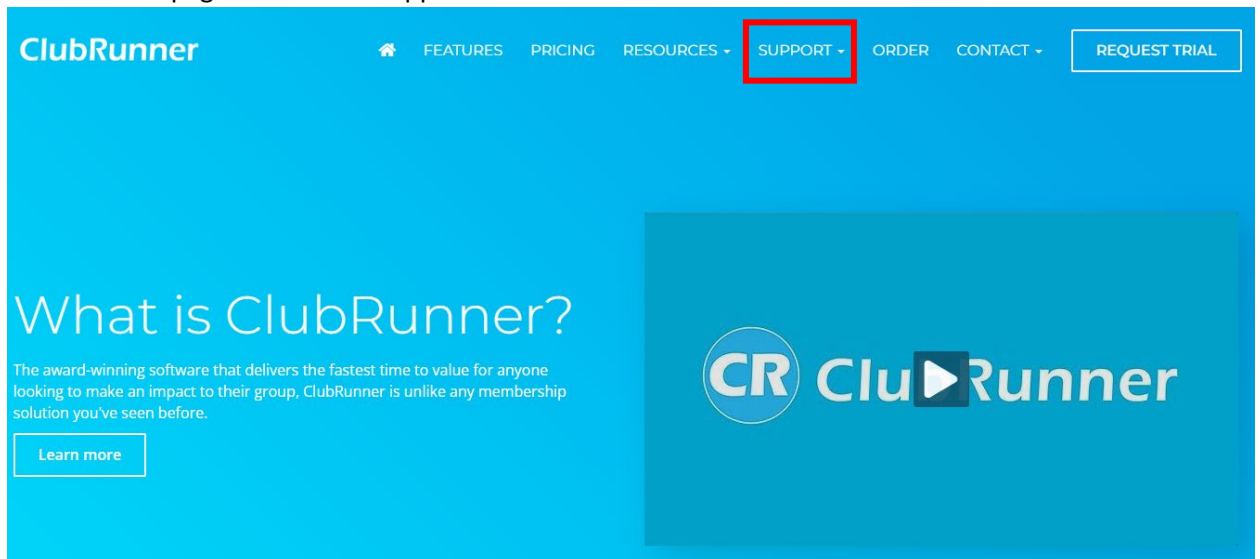 ClubRunner
FEATURES PRICING RESOURCES SUPPORT ORDER CONTACT REQUEST TRIAL
What is ClubRunner?
The award-winning software that delivers the fastest time to value for anyone
looking to make an impact to their group, ClubRunner is unlike any membership
solution you've seen before.
Learn more
CR ClubRunner